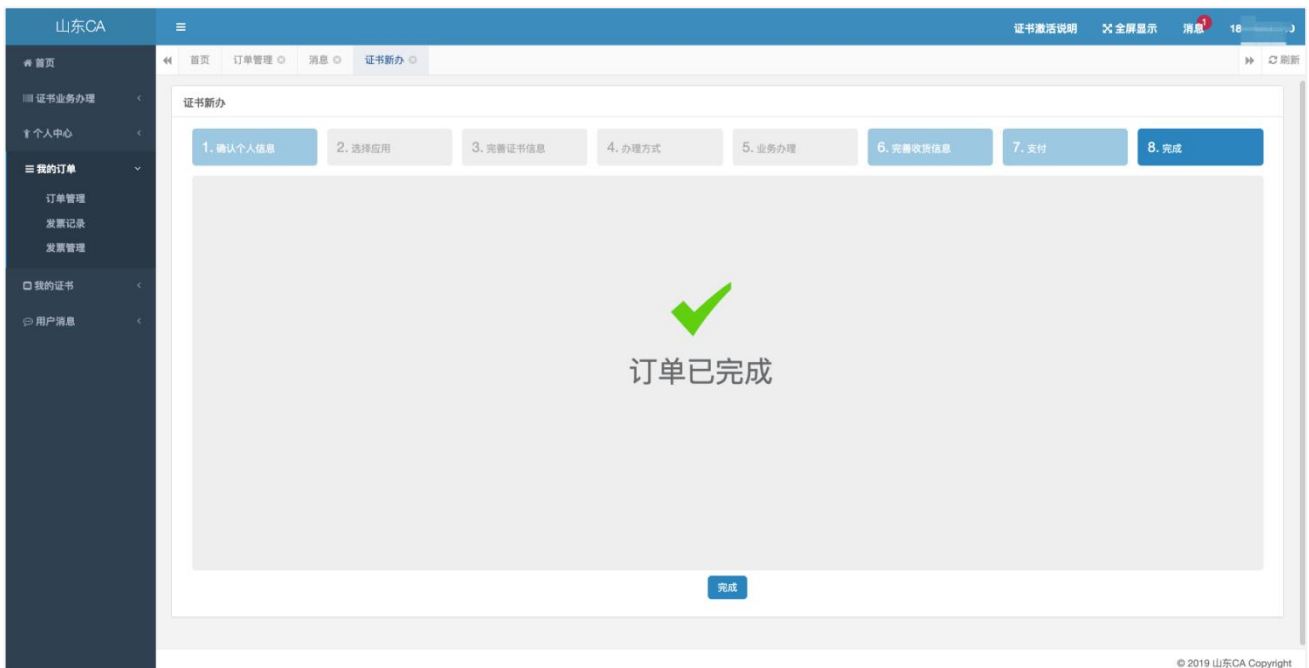 山东CA
证书激活说明 全屏显示 消息 1 18
首页
首页 订单管理 消息 证书新办 刷新
证书业务办理
个人中心
我的订单
订单管理
发票记录
发票管理
我的证书
用户消息
证书新办
1. 确认个人信息 2. 选择应用 3. 完善证书信息 4. 办理方式 5. 业务办理 6. 完善收货信息 7. 支付 8. 完成
订单已完成
完成
© 2019 山东CA Copyright